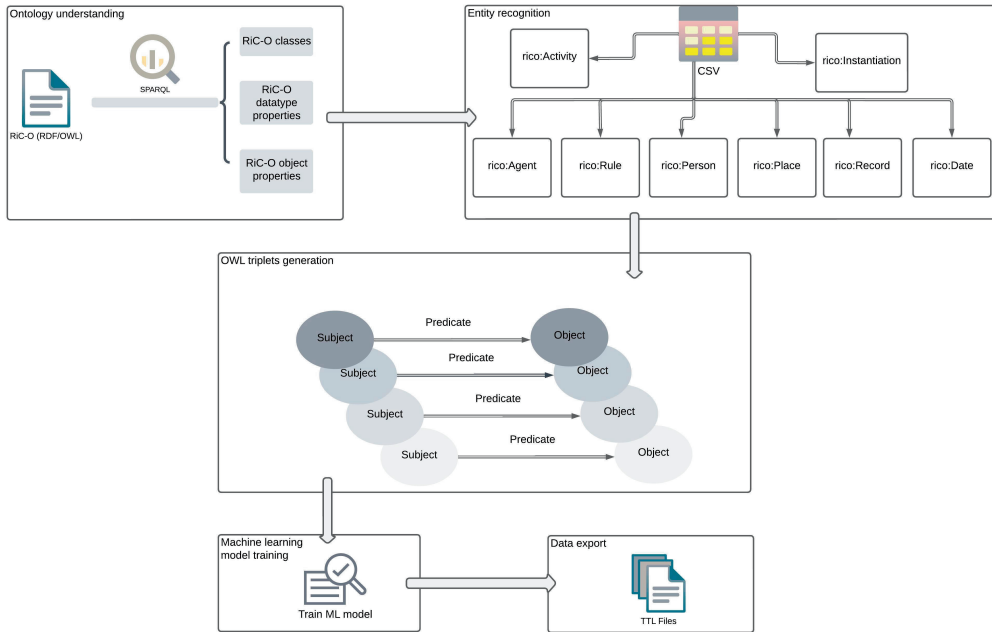 Ontology understanding
RiC-O (RDF/OWL)
SPARQL
RiC-O classes
RiC-O
datatype
properties
RiC-O object
properties
Entity recognition
CSV
rico:Activity
rico:Instantiation
rico:Agent
rico:Rule
rico:Person
rico:Place
rico:Record
rico:Date
OWL triplets generation
Subject
Predicate
Object
Subject
Predicate
Object
Subject
Predicate
Object
Subject
Predicate
Object
Machine learning
model training
Train ML model
Data export
TTL Files